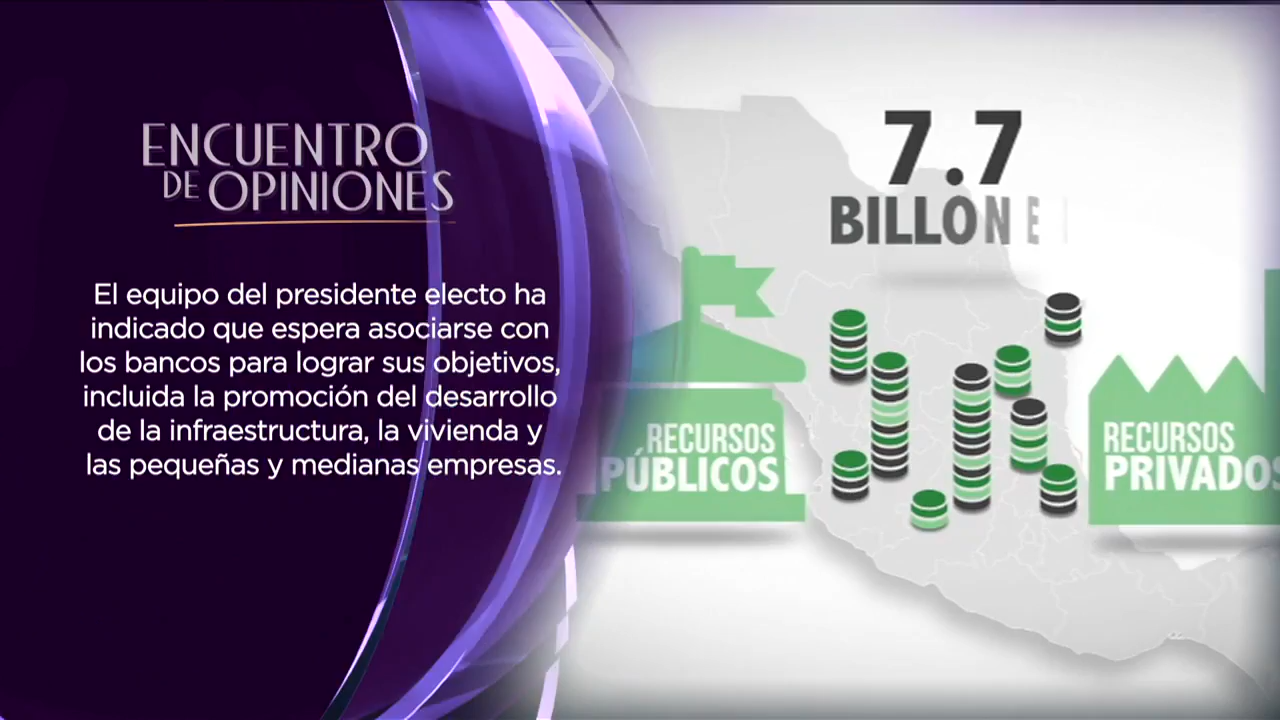 ENCUENTRO
DE OPINIONES
El equipo del presidente electo ha
indicado que espera asociarse con
los bancos para lograr sus objetivos,
incluida la promoción del desarrollo
de la infraestructura, la vivienda y
las pequeñas y medianas empresas.
7.7
BILLONE
RECURSOS
PÚBLICOS
RECURSOS
PRIVADOS